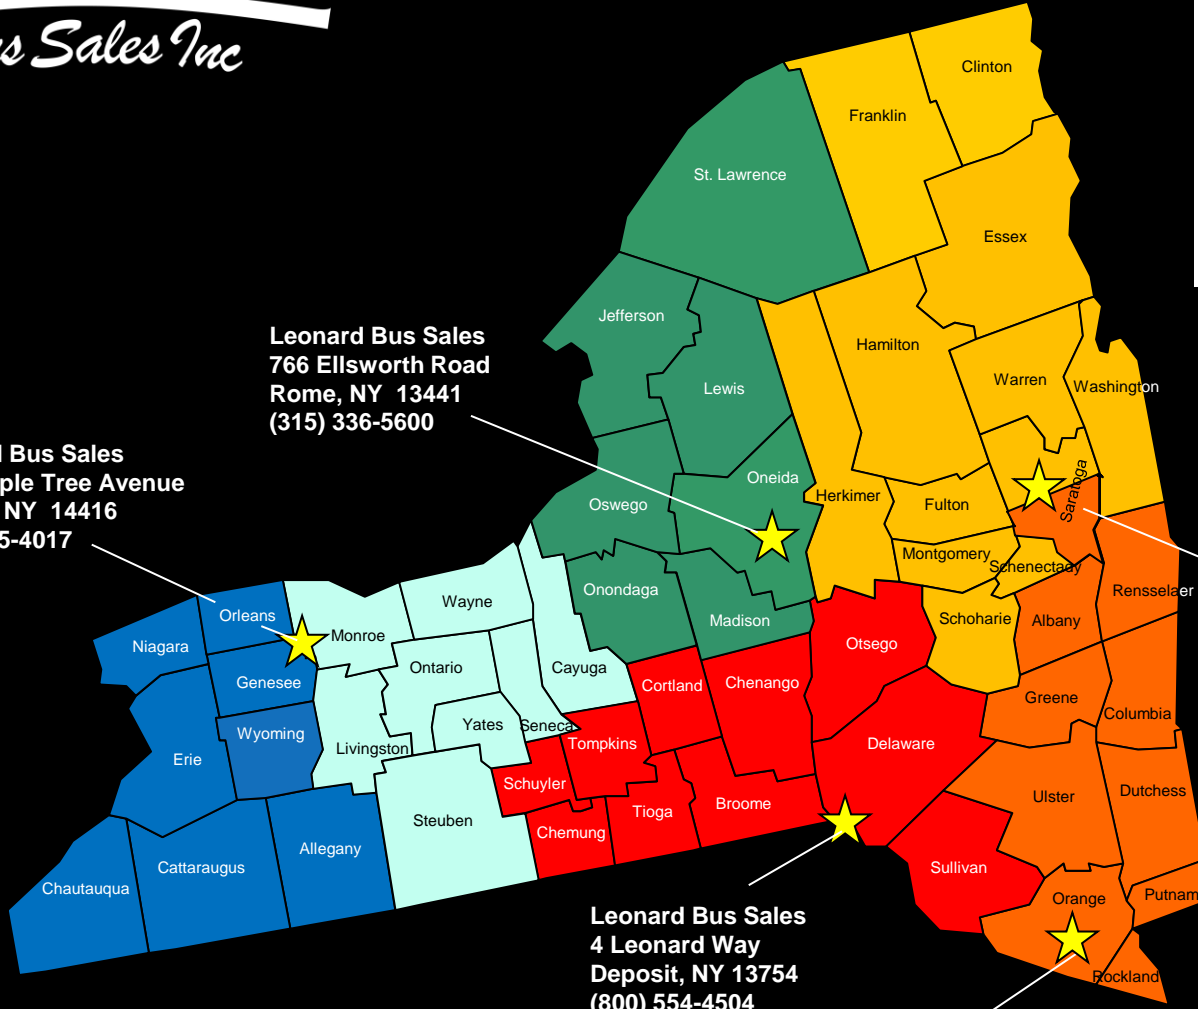 Sales Inc
Clinton
Franklin
St. Lawrence
Essex
Jefferson
Hamilton
Leonard Bus Sales
766 Ellsworth Road
Rome, NY 13441
(315) 336-5600
Lewis
Warren
Washington
Bus Sales
Tree Avenue
NY 14416
5-4017
Oneida
Oswego
Herkimer
Fulton
Saratoga
Montgomery
Schenectady
Onondaga
Madison
Rensselaer
Wayne
Orleans
Monroe
Niagara
Schoharie
Albany
Otsego
Genesee
Ontario
Cayuga
Cortland
Chenango
Greene
Columbia
Wyoming
Yates
Seneca
Livingston
Tompkins
Delaware
Erie
Schuyler
Broome
Tioga
Ulster
Dutchess
Steuben
Chemung
Allegany
Cattaraugus
Chautauqua
Sullivan
Orange
Putnam
Leonard Bus Sales
4 Leonard Way
Deposit, NY 13754
(800) 554-4504
Rockland